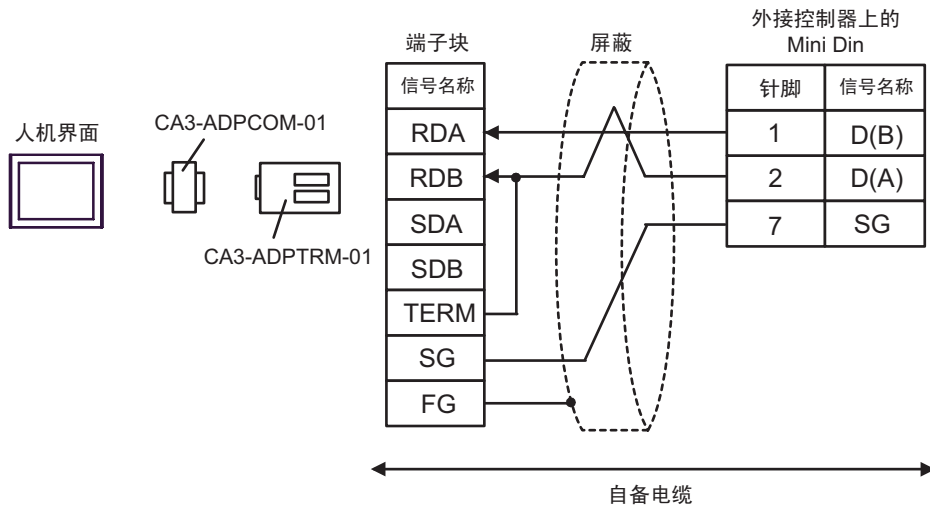 外接控制器上的
Mini Din
端子块
屏蔽
信号名称
针脚
信号名称
人机界面
CA3-ADPCOM-01
RDA
1
D(B)
RDB
2
D(A)
SDA
7
SG
CA3-ADPTRM-01
SDB
TERM
SG
FG
自备电缆